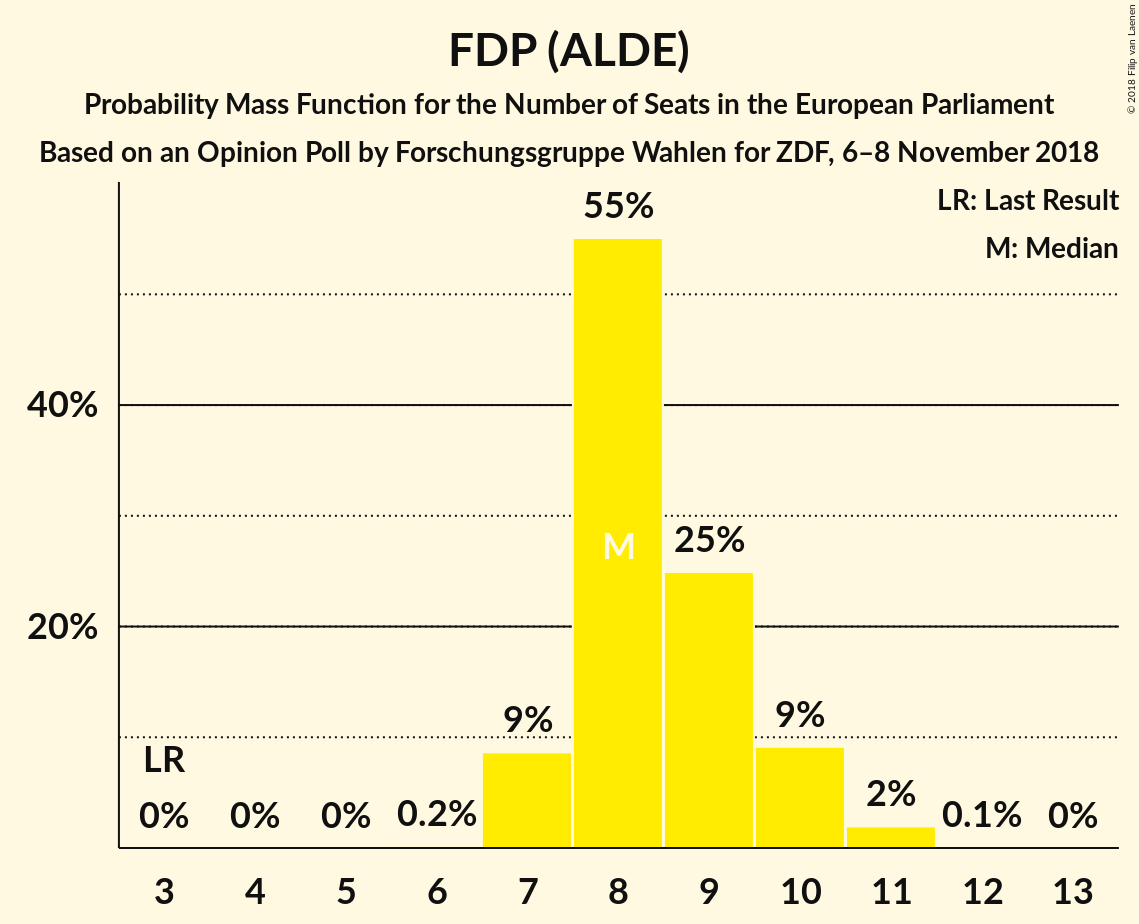 FDP (ALDE)
Probability Mass Function for the Number of Seats in the European Parliament
Based on an Opinion Poll by Forschungsgruppe Wahlen for ZDF, 6–8 November 2018
© 2018 Filip van Laenen
LR: Last Result
M: Median
55%
40%
M
25%
20%
9%
9%
LR
2%
0%
0%
0%
0.2%
0.1%
0%
3 4 5 6 7 8 9 10 11 12 13